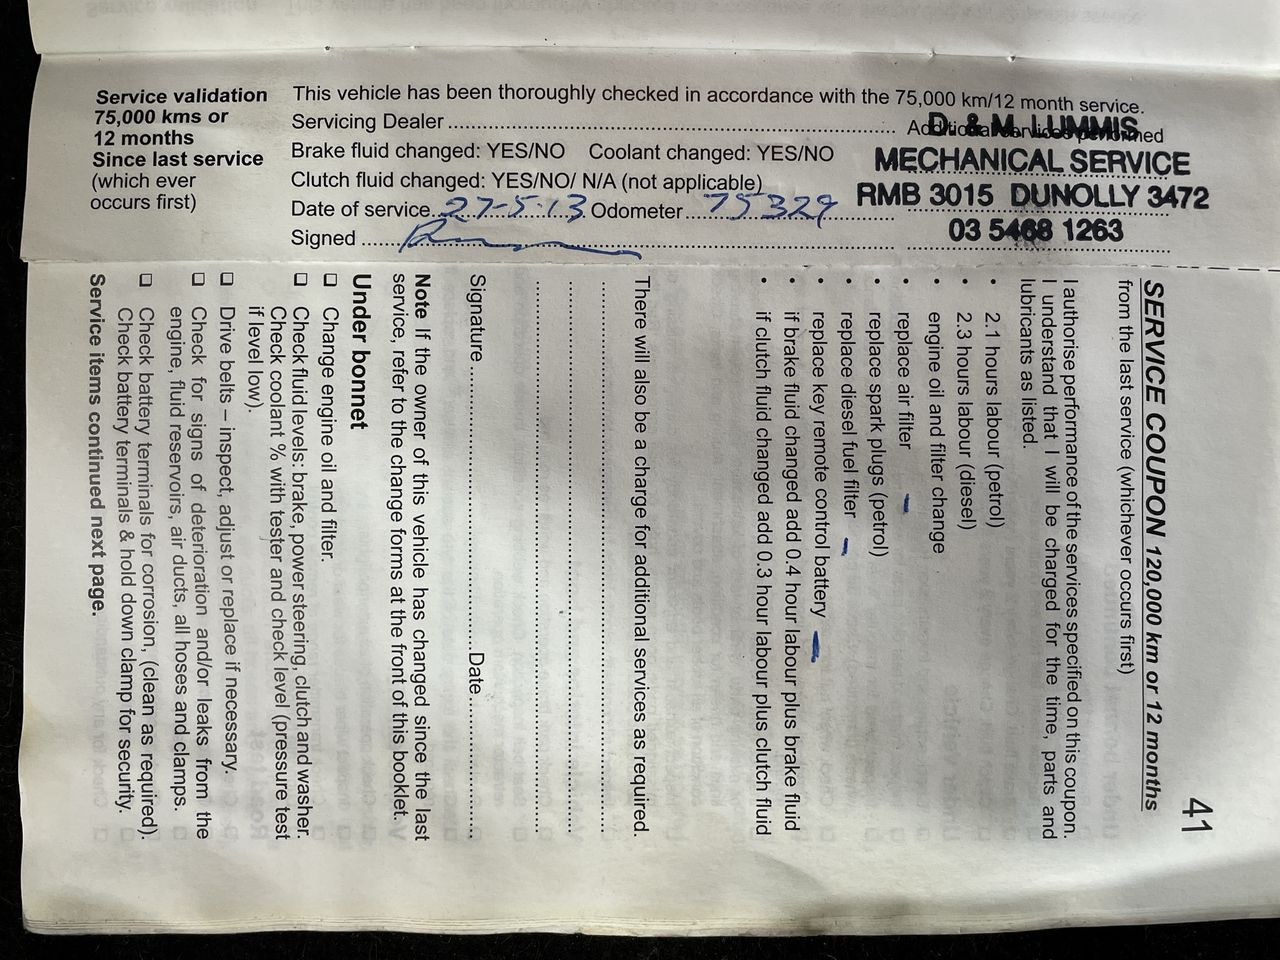 Service validation
75,000 kms or
12 months
Since last service
(which ever
occurs first)
This vehicle has been thoroughly checked in accordance with the 75,000 km/12 month service.
Servicing Dealer
Additional services performed
Brake fluid changed: YES/NO Coolant changed: YES/NO
Clutch fluid changed: YES/NO/ N/A (not applicable)
Date of service 27-5-13 Odometer 75329
Signed
D. & M. LUMMIS
MECHANICAL SERVICE
RMB 3015 DUNOLLY 3472
03 5468 1263
41
SERVICE COUPON 120,000 km or 12 months
from the last service (whichever occurs first)
I authorise performance of the services specified on this coupon.
I understand that I will be charged for the time, parts and
lubricants as listed.
• 2.1 hours labour (petrol)
• 2.3 hours labour (diesel)
• engine oil and filter change
• replace air filter
• replace spark plugs (petrol)
• replace diesel fuel filter
• replace key remote control battery
• if brake fluid changed add 0.4 hour labour plus brake fluid
• if clutch fluid changed add 0.3 hour labour plus clutch fluid
There will also be a charge for additional services as required.
Signature Date
Note If the owner of this vehicle has changed since the last
service, refer to the change forms at the front of this booklet.
Under bonnet
☐ Change engine oil and filter.
☐ Check fluid levels: brake, power steering, clutch and washer.
Check coolant % with tester and check level (pressure test
if level low).
☐ Drive belts – inspect, adjust or replace if necessary.
☐ Check for signs of deterioration and/or leaks from the
engine, fluid reservoirs, air ducts, all hoses and clamps.
☐ Check battery terminals for corrosion, (clean as required).
Check battery terminals & hold down clamp for security.
Service items continued next page.